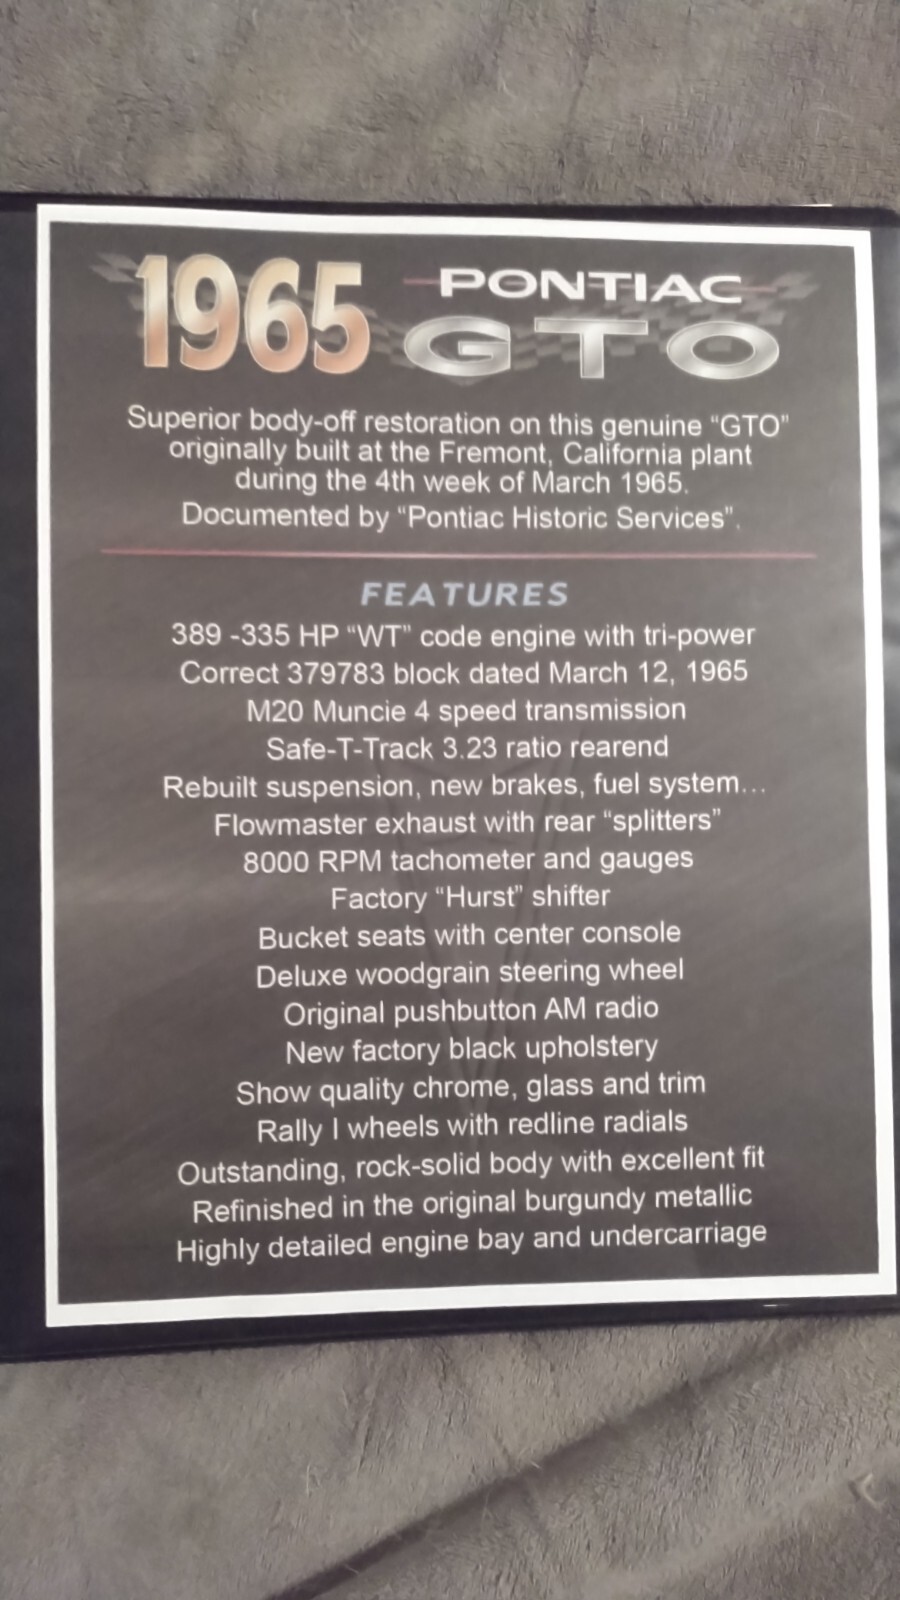 1965 PONTIAC
GTO
Superior body-off restoration on this genuine “GTO”
originally built at the Fremont, California plant
during the 4th week of March 1965.
Documented by “Pontiac Historic Services”.
FEATURES
389 -335 HP “WT” code engine with tri-power
Correct 379783 block dated March 12, 1965
M20 Muncie 4 speed transmission
Safe-T-Track 3.23 ratio rearend
Rebuilt suspension, new brakes, fuel system...
Flowmaster exhaust with rear “splitters”
8000 RPM tachometer and gauges
Factory “Hurst” shifter
Bucket seats with center console
Deluxe woodgrain steering wheel
Original pushbutton AM radio
New factory black upholstery
Show quality chrome, glass and trim
Rally I wheels with redline radials
Outstanding, rock-solid body with excellent fit
Refinished in the original burgundy metallic
Highly detailed engine bay and undercarriage